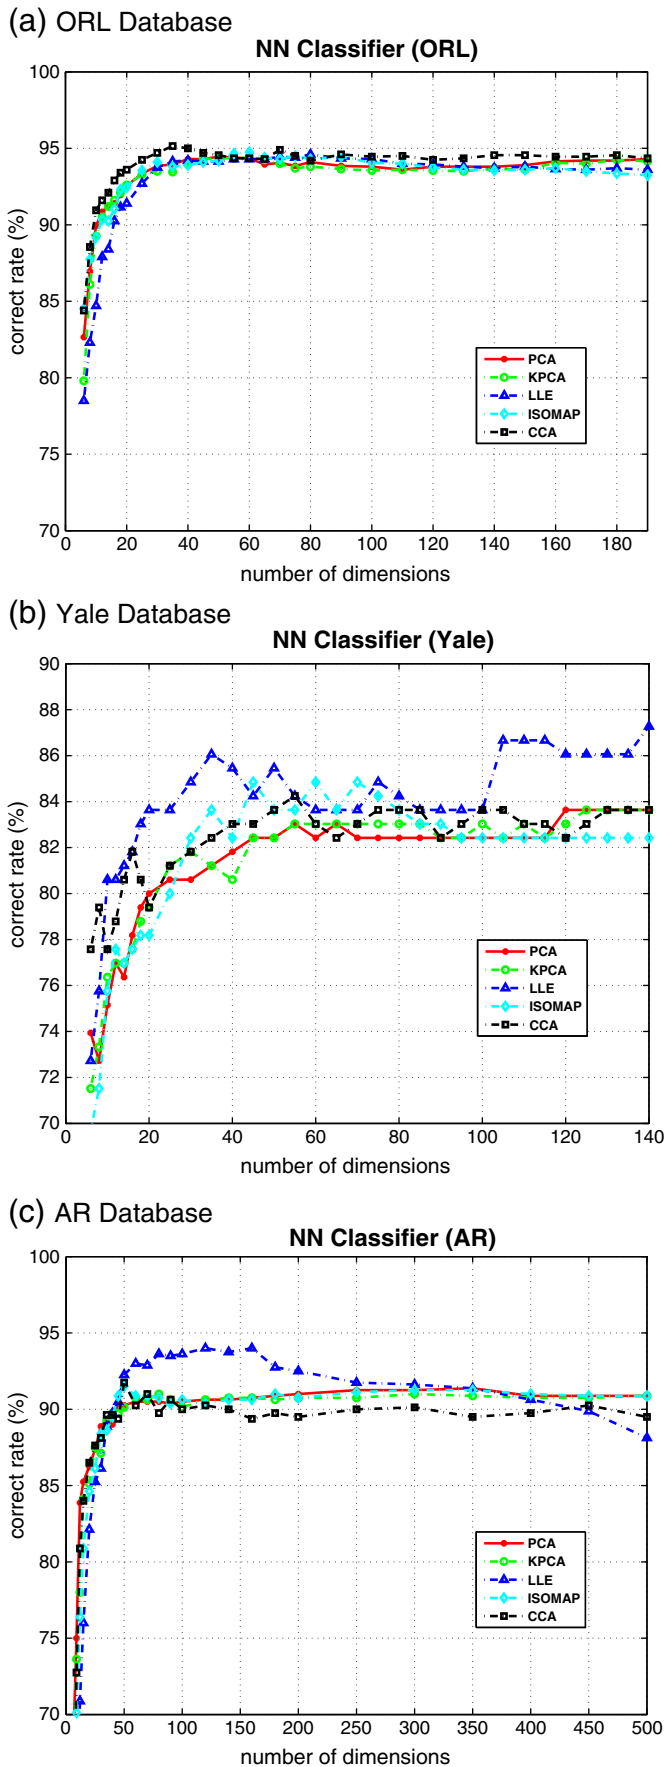 (a) ORL Database
NN Classifier (ORL)
100
95
90
85
80
75
70
correct rate (%)
PCA
KPCA
LLE
ISOMAP
CCA
0 20 40 60 80 100 120 140 160 180
number of dimensions
(b) Yale Database
NN Classifier (Yale)
90
88
86
84
82
80
78
76
74
72
70
correct rate (%)
PCA
KPCA
LLE
ISOMAP
CCA
0 20 40 60 80 100 120 140
number of dimensions
(c) AR Database
NN Classifier (AR)
100
95
90
85
80
75
70
correct rate (%)
PCA
KPCA
LLE
ISOMAP
CCA
0 50 100 150 200 250 300 350 400 450 500
number of dimensions